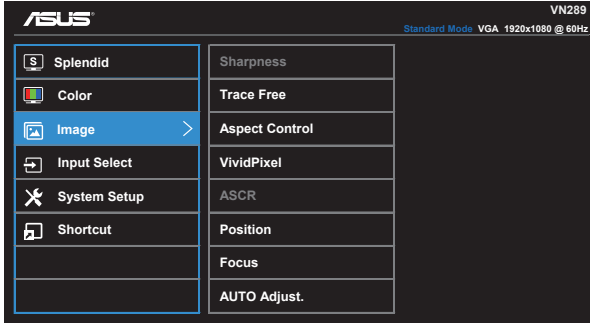 ASUS
VN289
Standard Mode VGA 1920x1080 @ 60Hz
S Splendid
Color
Image
Input Select
System Setup
Shortcut
Sharpness
Trace Free
Aspect Control
VividPixel
ASCR
Position
Focus
AUTO Adjust.